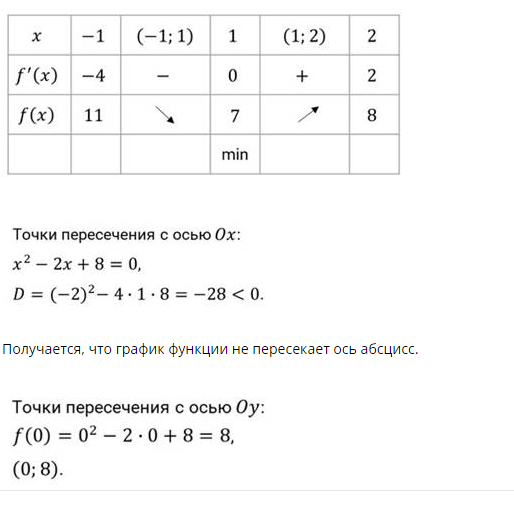 x −1 (−1; 1) 1 (1; 2) 2
f′(x) −4 − 0 + 2
f(x) 11 ↘ 7 ↗ 8
min
Точки пересечения с осью Ox:
x² − 2x + 8 = 0,
D = (−2)² − 4 · 1 · 8 = −28 < 0.
Получается, что график функции не пересекает ось абсцисс.
Точки пересечения с осью Oy:
f(0) = 0² − 2 · 0 + 8 = 8,
(0; 8).